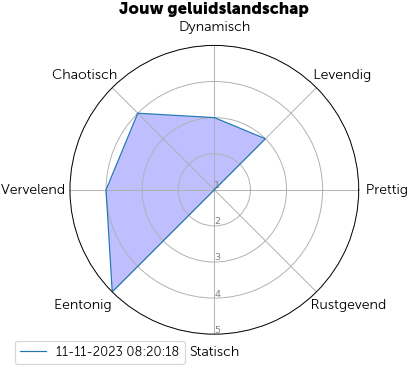 Jouw geluidslandschap
Dynamisch
Chaotisch
Levendig
Vervelend
1
Prettig
2
3
4
Eentonig
Rustgevend
5
11-11-2023 08:20:18
Statisch